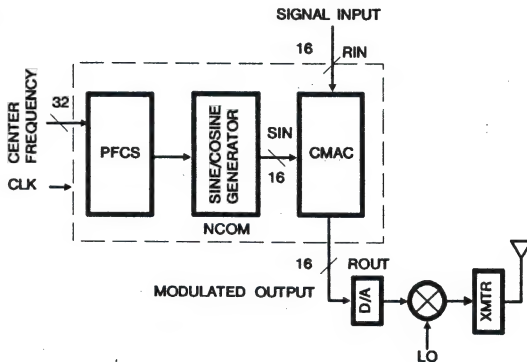 SIGNAL INPUT
16
RIN
CENTER
FREQUENCY
32
CLK
PFCS
SINE/COSINE
GENERATOR
SIN
16
CMAC
NCOM
16
ROUT
MODULATED OUTPUT
D/A
XMTR
LO